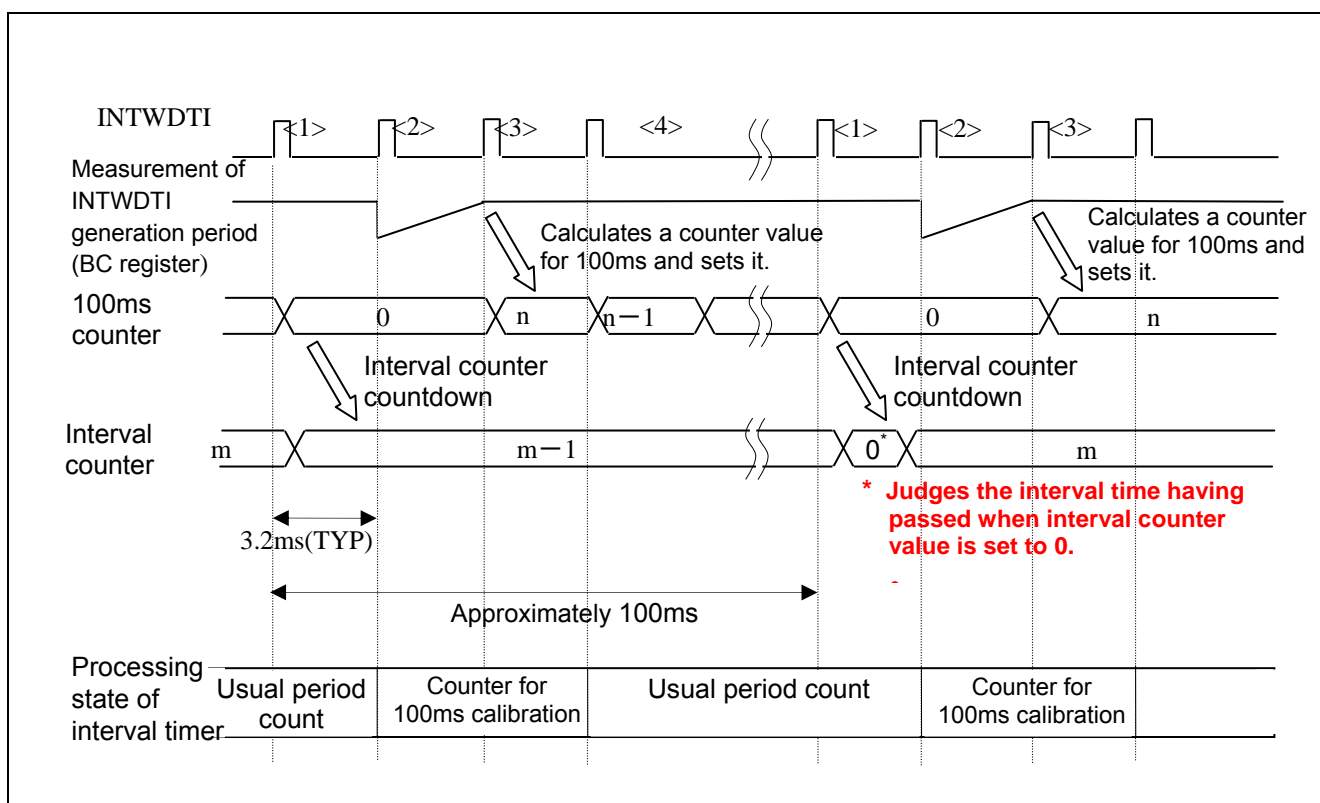 INTWDTI
<1> <2> <3> <4> <1> <2> <3>
Measurement of
INTWDTI
generation period
(BC register)
Calculates a counter value
for 100ms and sets it.
Calculates a counter
value for 100ms and
sets it.
100ms
counter
0 n n－1 0 n
Interval counter
countdown
Interval counter
countdown
Interval
counter
m m－1 0* m
* Judges the interval time having
passed when interval counter
value is set to 0.
3.2ms(TYP)
Approximately 100ms
Processing
state of
interval timer
Usual period
count
Counter for
100ms calibration
Usual period count
Counter for
100ms calibration